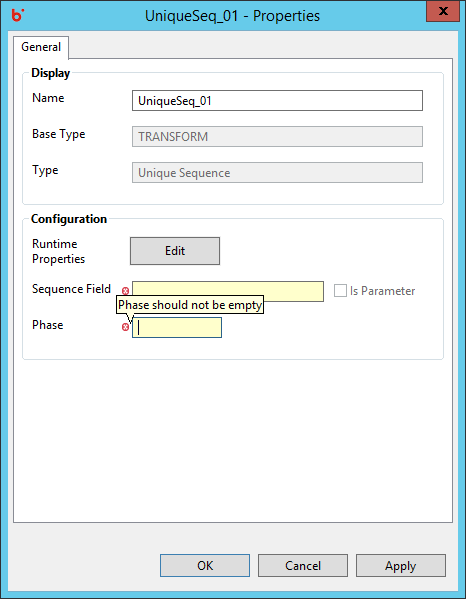 UniqueSeq_01 - Properties
General
Display
Name
UniqueSeq_01
Base Type
TRANSFORM
Type
Unique Sequence
Configuration
Runtime
Properties
Edit
Sequence Field
Is Parameter
Phase should not be empty
Phase
OK
Cancel
Apply